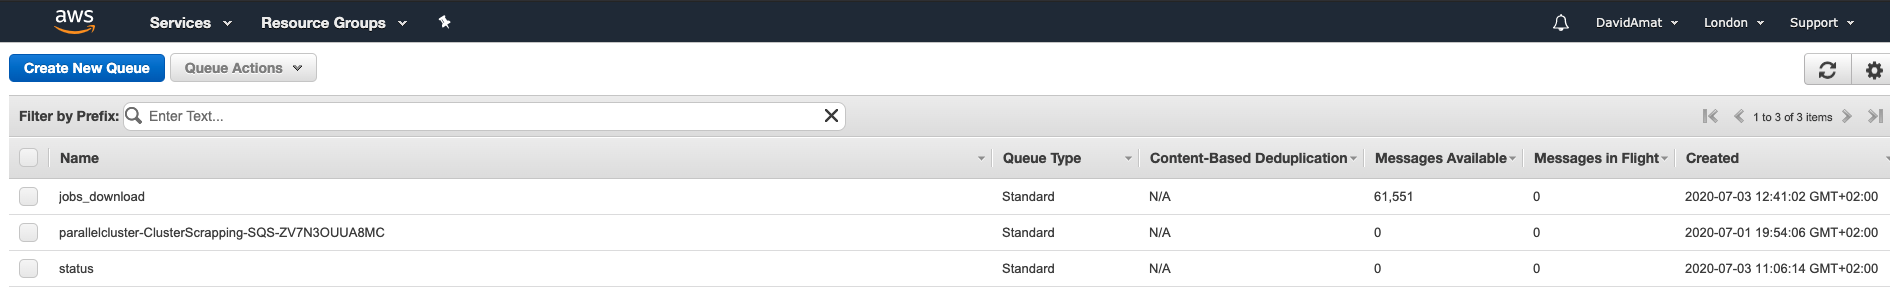 aws Services Resource Groups DavidAmat London Support
Create New Queue Queue Actions
Filter by Prefix: Enter Text... 1 to 3 of 3 items
Name Queue Type Content-Based Deduplication Messages Available Messages in Flight Created
jobs_download Standard N/A 61,551 0 2020-07-03 12:41:02 GMT+02:00
parallelcluster-ClusterScrapping-SQS-ZV7N3OUUA8MC Standard N/A 0 0 2020-07-01 19:54:06 GMT+02:00
status Standard N/A 0 0 2020-07-03 11:06:14 GMT+02:00